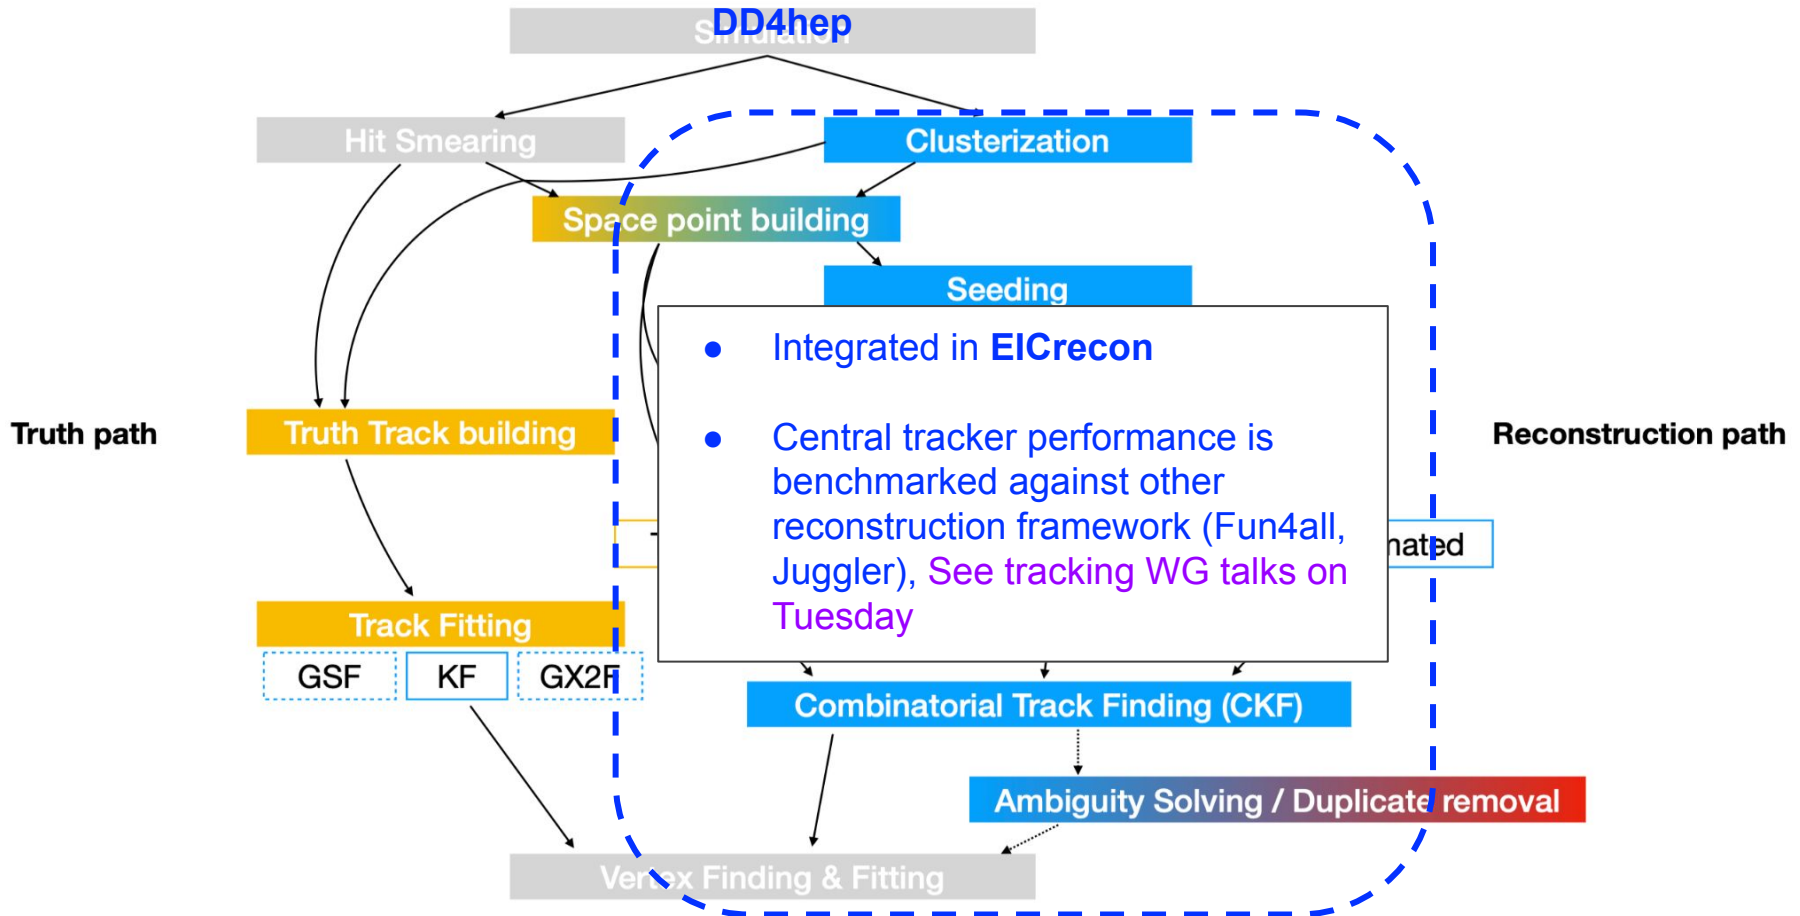 DD4hep
Simulation
Hit Smearing
Clusterization
Space point building
Seeding
● Integrated in EICrecon
● Central tracker performance is
benchmarked against other
reconstruction framework (Fun4all,
Juggler), See tracking WG talks on
Tuesday
Truth path
Truth Track building
Reconstruction path
mated
Track Fitting
GSF
KF
GX2F
Combinatorial Track Finding (CKF)
Ambiguity Solving / Duplicate removal
Vertex Finding & Fitting